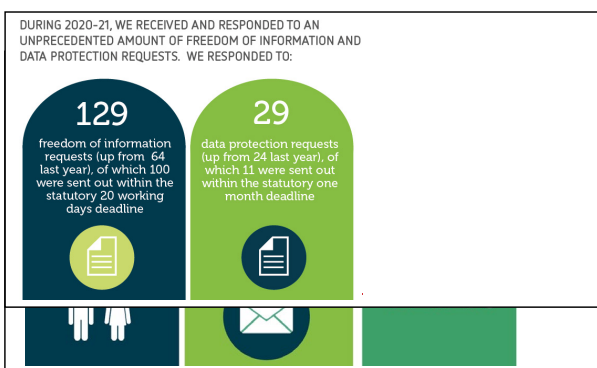 DURING 2020-21, WE RECEIVED AND RESPONDED TO AN
UNPRECEDENTED AMOUNT OF FREEDOM OF INFORMATION AND
DATA PROTECTION REQUESTS.  WE RESPONDED TO:
129
freedom of information
requests (up from  64
last year), of which 100
were sent out within the
statutory 20 working
days deadline
29
data protection requests
(up from 24 last year), of
which 11 were sent out
within the statutory one
month deadline